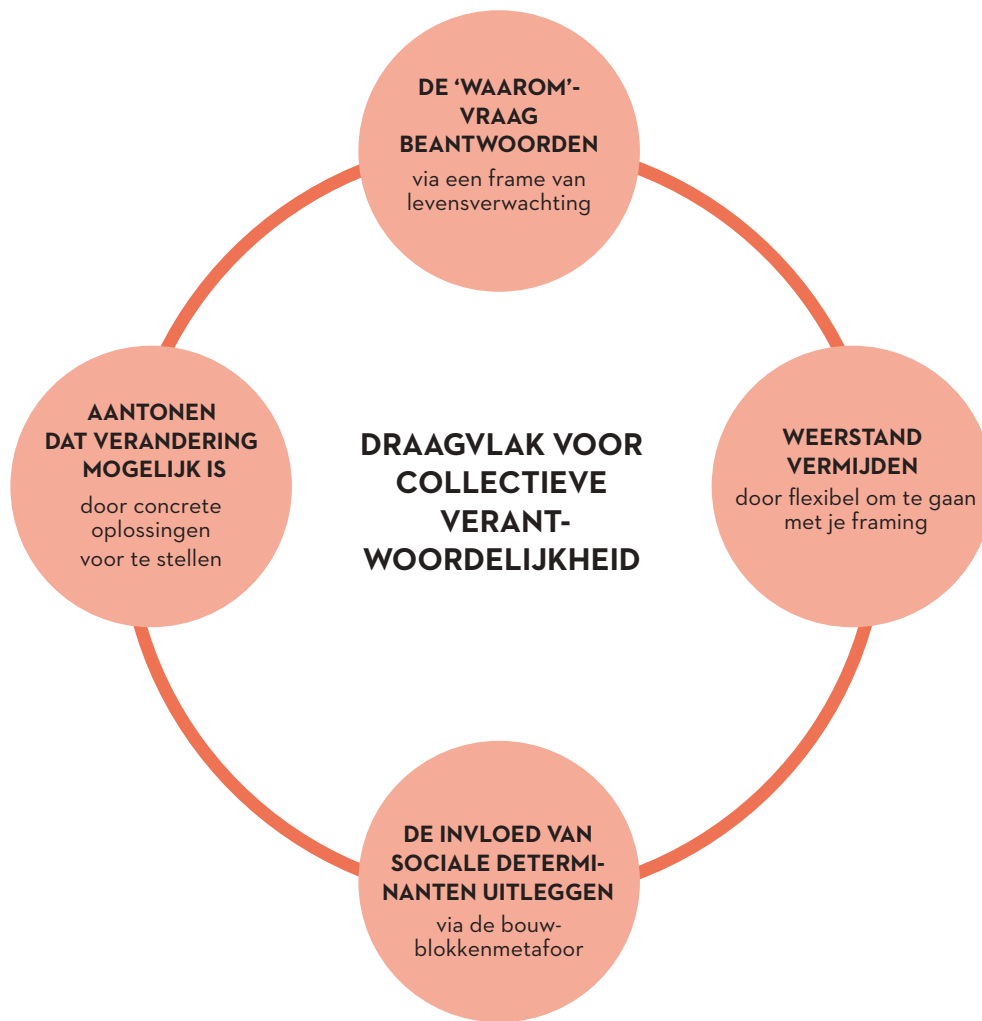 DE ‘WAAROM’-
VRAAG
BEANTWOORDEN
via een frame van
levensverwachting
AANTONEN
DAT VERANDERING
MOGELIJK IS
door concrete
oplossingen
voor te stellen
DRAAGVLAK VOOR
COLLECTIEVE
VERANT-
WOORDELIJKHEID
WEERSTAND
VERMIJDEN
door flexibel om te gaan
met je framing
DE INVLOED VAN
SOCIALE DETERMI-
NANTEN UITLEGGEN
via de bouw-
blokkenmetafoor